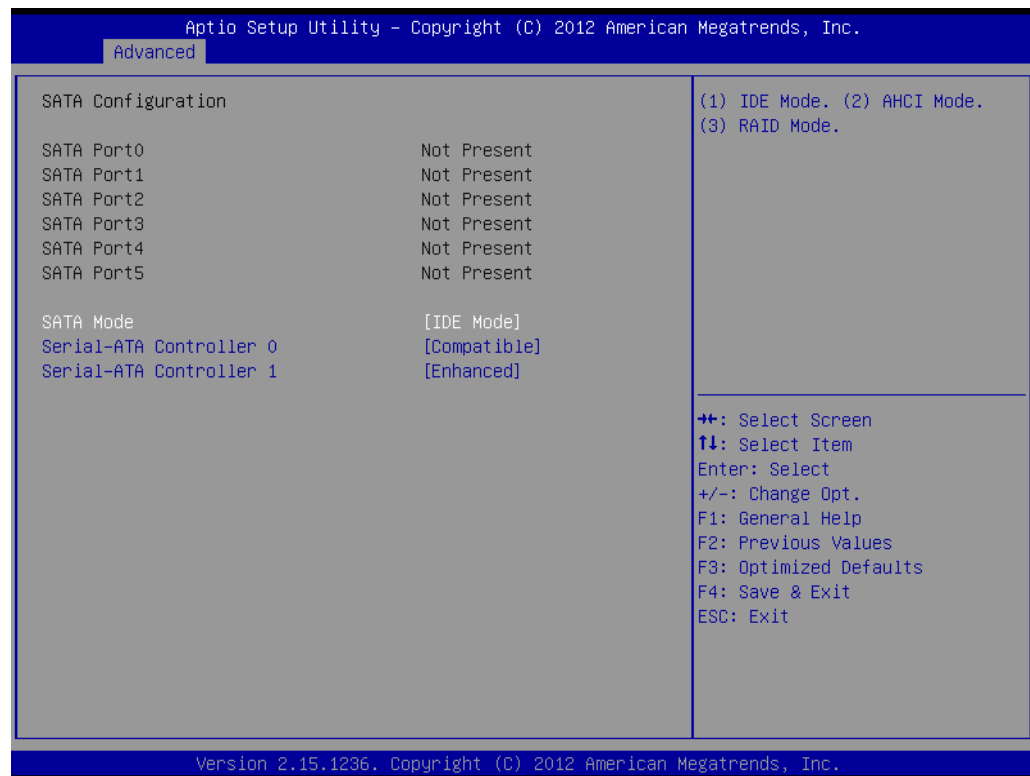 Aptio Setup Utility – Copyright (C) 2012 American Megatrends, Inc.
Advanced
SATA Configuration
SATA Port0 Not Present
SATA Port1 Not Present
SATA Port2 Not Present
SATA Port3 Not Present
SATA Port4 Not Present
SATA Port5 Not Present
SATA Mode [IDE Mode]
Serial-ATA Controller 0 [Compatible]
Serial-ATA Controller 1 [Enhanced]
(1) IDE Mode. (2) AHCI Mode.
(3) RAID Mode.
→←: Select Screen
↑↓: Select Item
Enter: Select
+/-: Change Opt.
F1: General Help
F2: Previous Values
F3: Optimized Defaults
F4: Save & Exit
ESC: Exit
Version 2.15.1236. Copyright (C) 2012 American Megatrends, Inc.